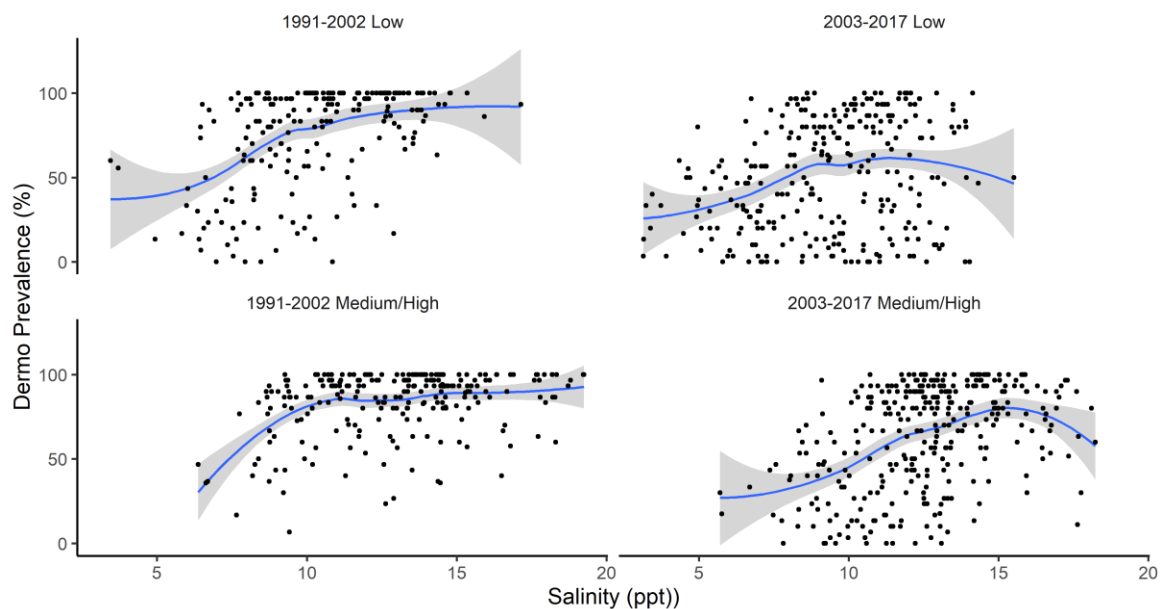 1991-2002 Low
2003-2017 Low
100
50
0
1991-2002 Medium/High
2003-2017 Medium/High
100
50
0
Dermo Prevalence (%)
5
10
15
20
5
10
15
20
Salinity (ppt))